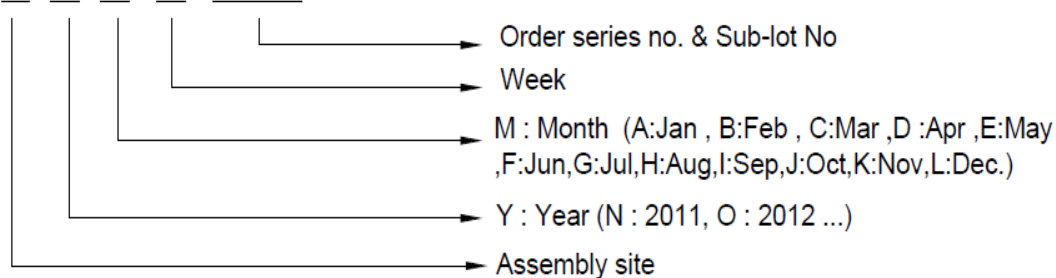 Order series no. & Sub-lot No
Week
M : Month (A:Jan , B:Feb , C:Mar ,D :Apr ,E:May
,F:Jun,G:Jul,H:Aug,I:Sep,J:Oct,K:Nov,L:Dec.)
Y : Year (N : 2011, O : 2012 ...)
Assembly site